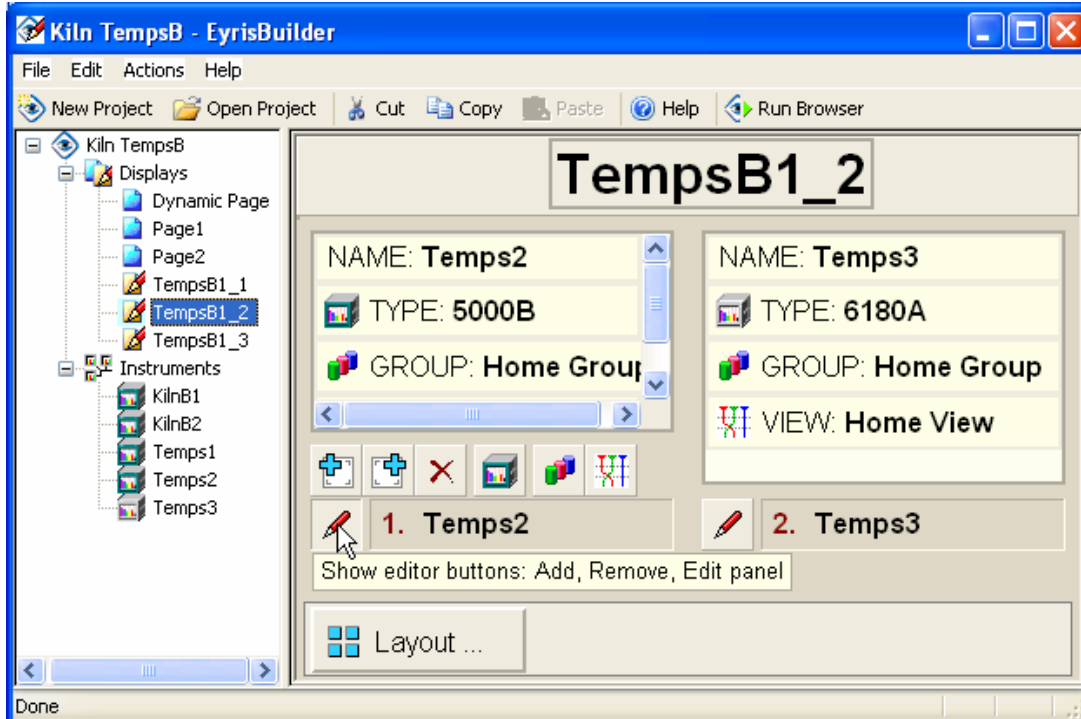 Kiln TempsB - EyrisBuilder
File Edit Actions Help
New Project Open Project Cut Copy Paste Help Run Browser
Kiln TempsB
Displays
Dynamic Page
Page1
Page2
TempsB1_1
TempsB1_2
TempsB1_3
Instruments
KilnB1
KilnB2
Temps1
Temps2
Temps3
TempsB1_2
NAME: Temps2
TYPE: 5000B
GROUP: Home Group
NAME: Temps3
TYPE: 6180A
GROUP: Home Group
VIEW: Home View
1. Temps2
2. Temps3
Show editor buttons: Add, Remove, Edit panel
Layout ...
Done